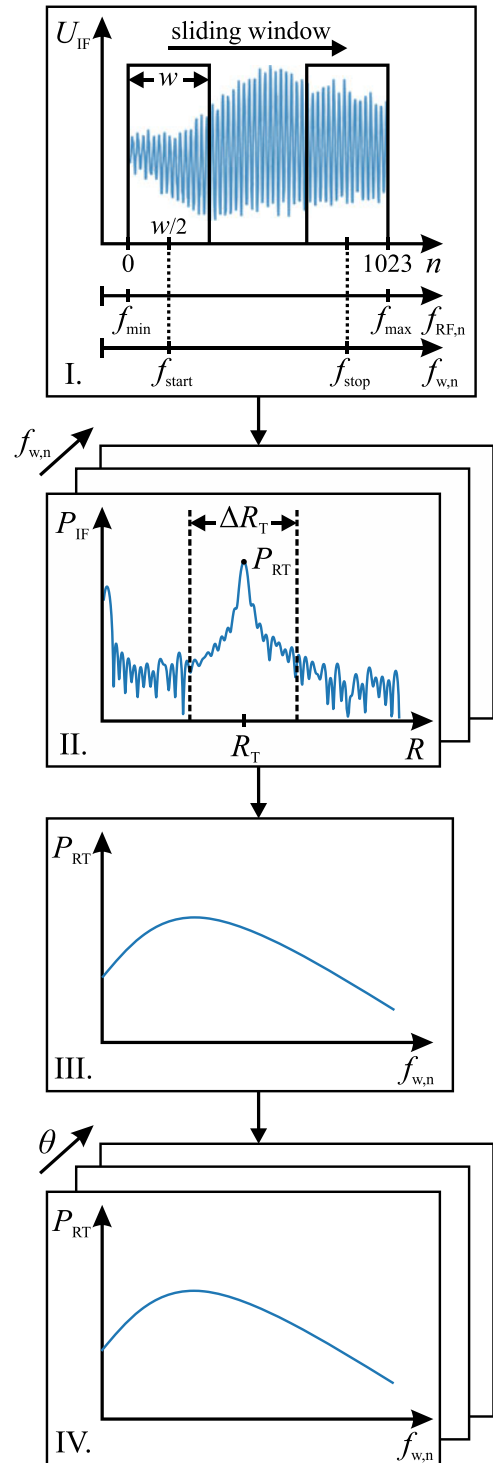 U_IF
sliding window
w
w/2
0
1023
n
f_min
f_max
f_RF,n
f_start
f_stop
f_w,n
I.
f_w,n
P_IF
ΔR_T
P_RT
R_T
R
II.
P_RT
f_w,n
III.
θ
P_RT
f_w,n
IV.